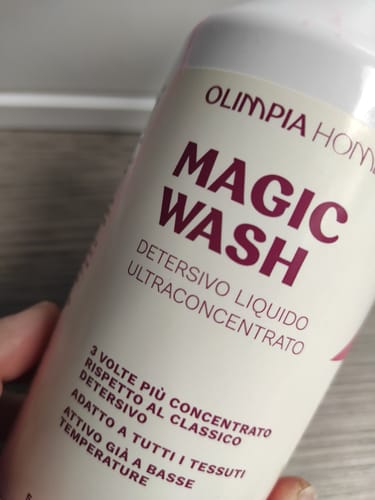 OLIMPIA HOME
MAGIC
WASH
DETERSIVO LIQUIDO
ULTRACONCENTRATO
3 VOLTE PIÙ CONCENTRATO
RISPETTO AL CLASSICO
DETERSIVO
ADATTO A TUTTI I TESSUTI
ATTIVO GIÀ A BASSE
TEMPERATURE